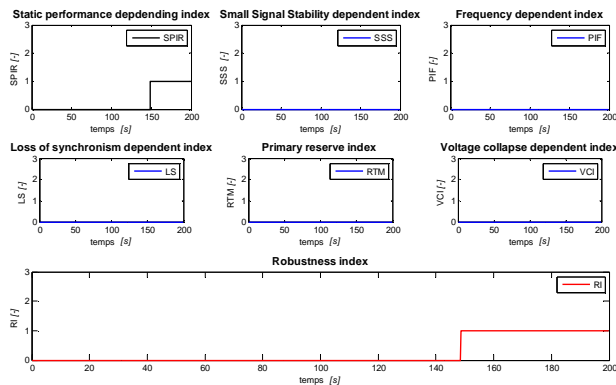 Static performance depdending index
SPIR
SPIR [-]
3
2
1
0
0 50 100 150 200
temps [s]
Small Signal Stability dependent index
SSS
SSS [-]
3
2
1
0
0 50 100 150 200
temps [s]
Frequency dependent index
PIF
PIF [-]
3
2
1
0
0 50 100 150 200
temps [s]
Loss of synchronism dependent index
LS
LS [-]
3
2
1
0
0 50 100 150 200
temps [s]
Primary reserve index
RTM
RTM [-]
3
2
1
0
0 50 100 150 200
temps [s]
Voltage collapse dependent index
VCI
VCI [-]
3
2
1
0
0 50 100 150 200
temps [s]
Robustness index
RI
RI [-]
3
2
1
0
0 20 40 60 80 100 120 140 160 180 200
temps [s]